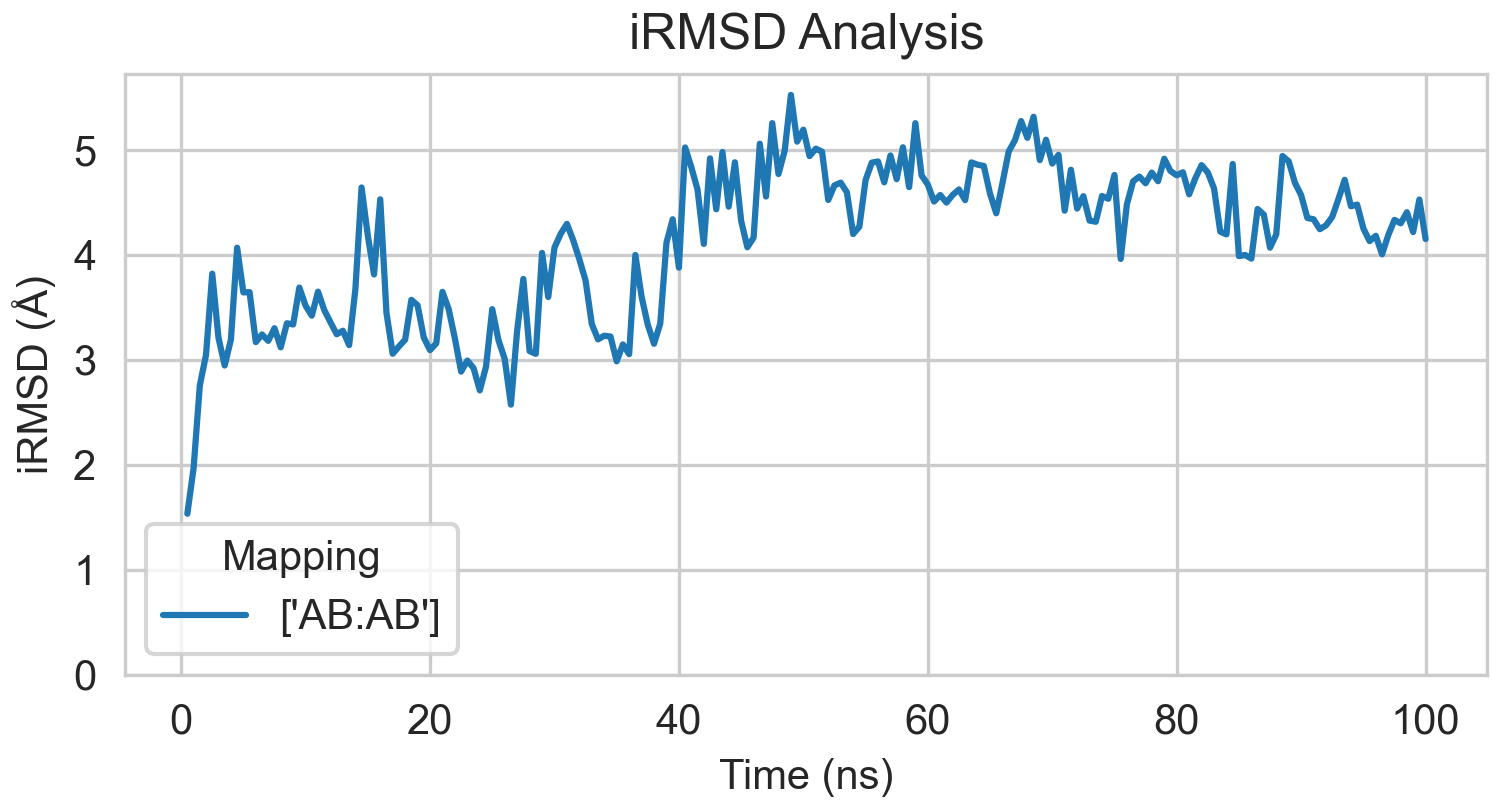 iRMSD Analysis
iRMSD (Å)
5
4
3
2
1
0
Mapping
['AB:AB']
0 20 40 60 80 100
Time (ns)